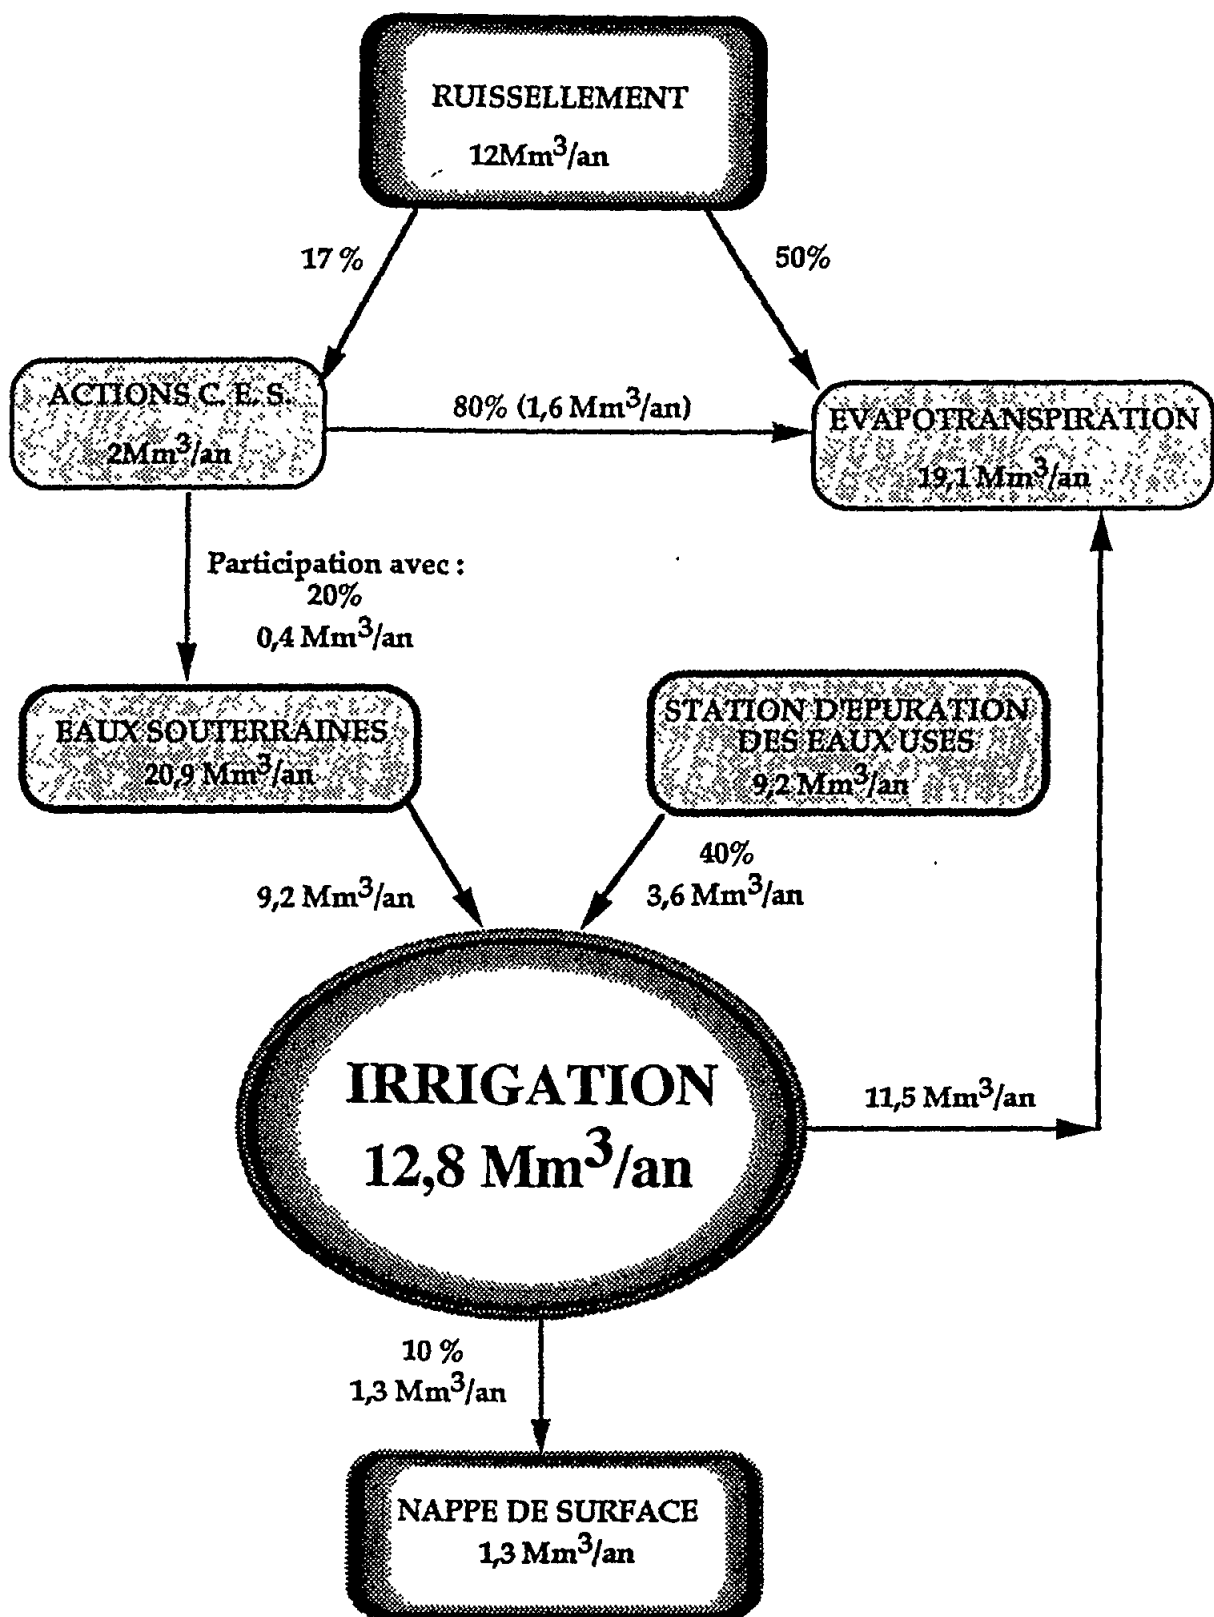 RUISSELLEMENT
12Mm³/an
17 %
50%
ACTIONS C. E. S.
2Mm³/an
80% (1,6 Mm³/an)
EVAPOTRANSPIRATION
19,1 Mm³/an
Participation avec :
20%
0,4 Mm³/an
EAUX SOUTERRAINES
20,9 Mm³/an
STATION D'EPURATION
DES EAUX USES
9,2 Mm³/an
9,2 Mm³/an
40%
3,6 Mm³/an
IRRIGATION
12,8 Mm³/an
11,5 Mm³/an
10 %
1,3 Mm³/an
NAPPE DE SURFACE
1,3 Mm³/an